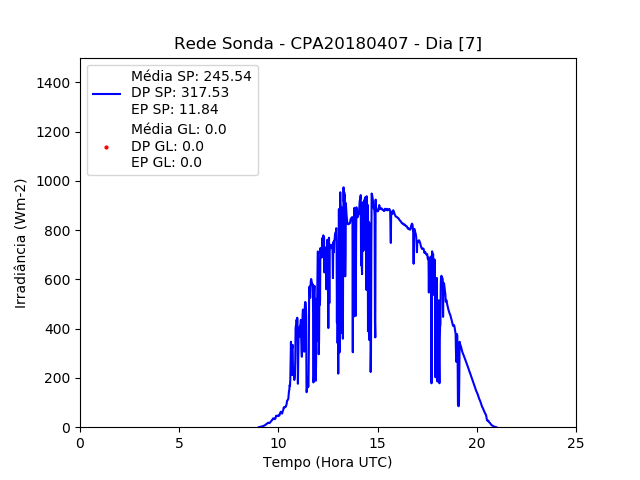 Rede Sonda - CPA20180407 - Dia [7]
Média SP: 245.54
DP SP: 317.53
EP SP: 11.84
Média GL: 0.0
DP GL: 0.0
EP GL: 0.0
Irradiância (Wm-2)
1400
1200
1000
800
600
400
200
0
0 5 10 15 20 25
Tempo (Hora UTC)